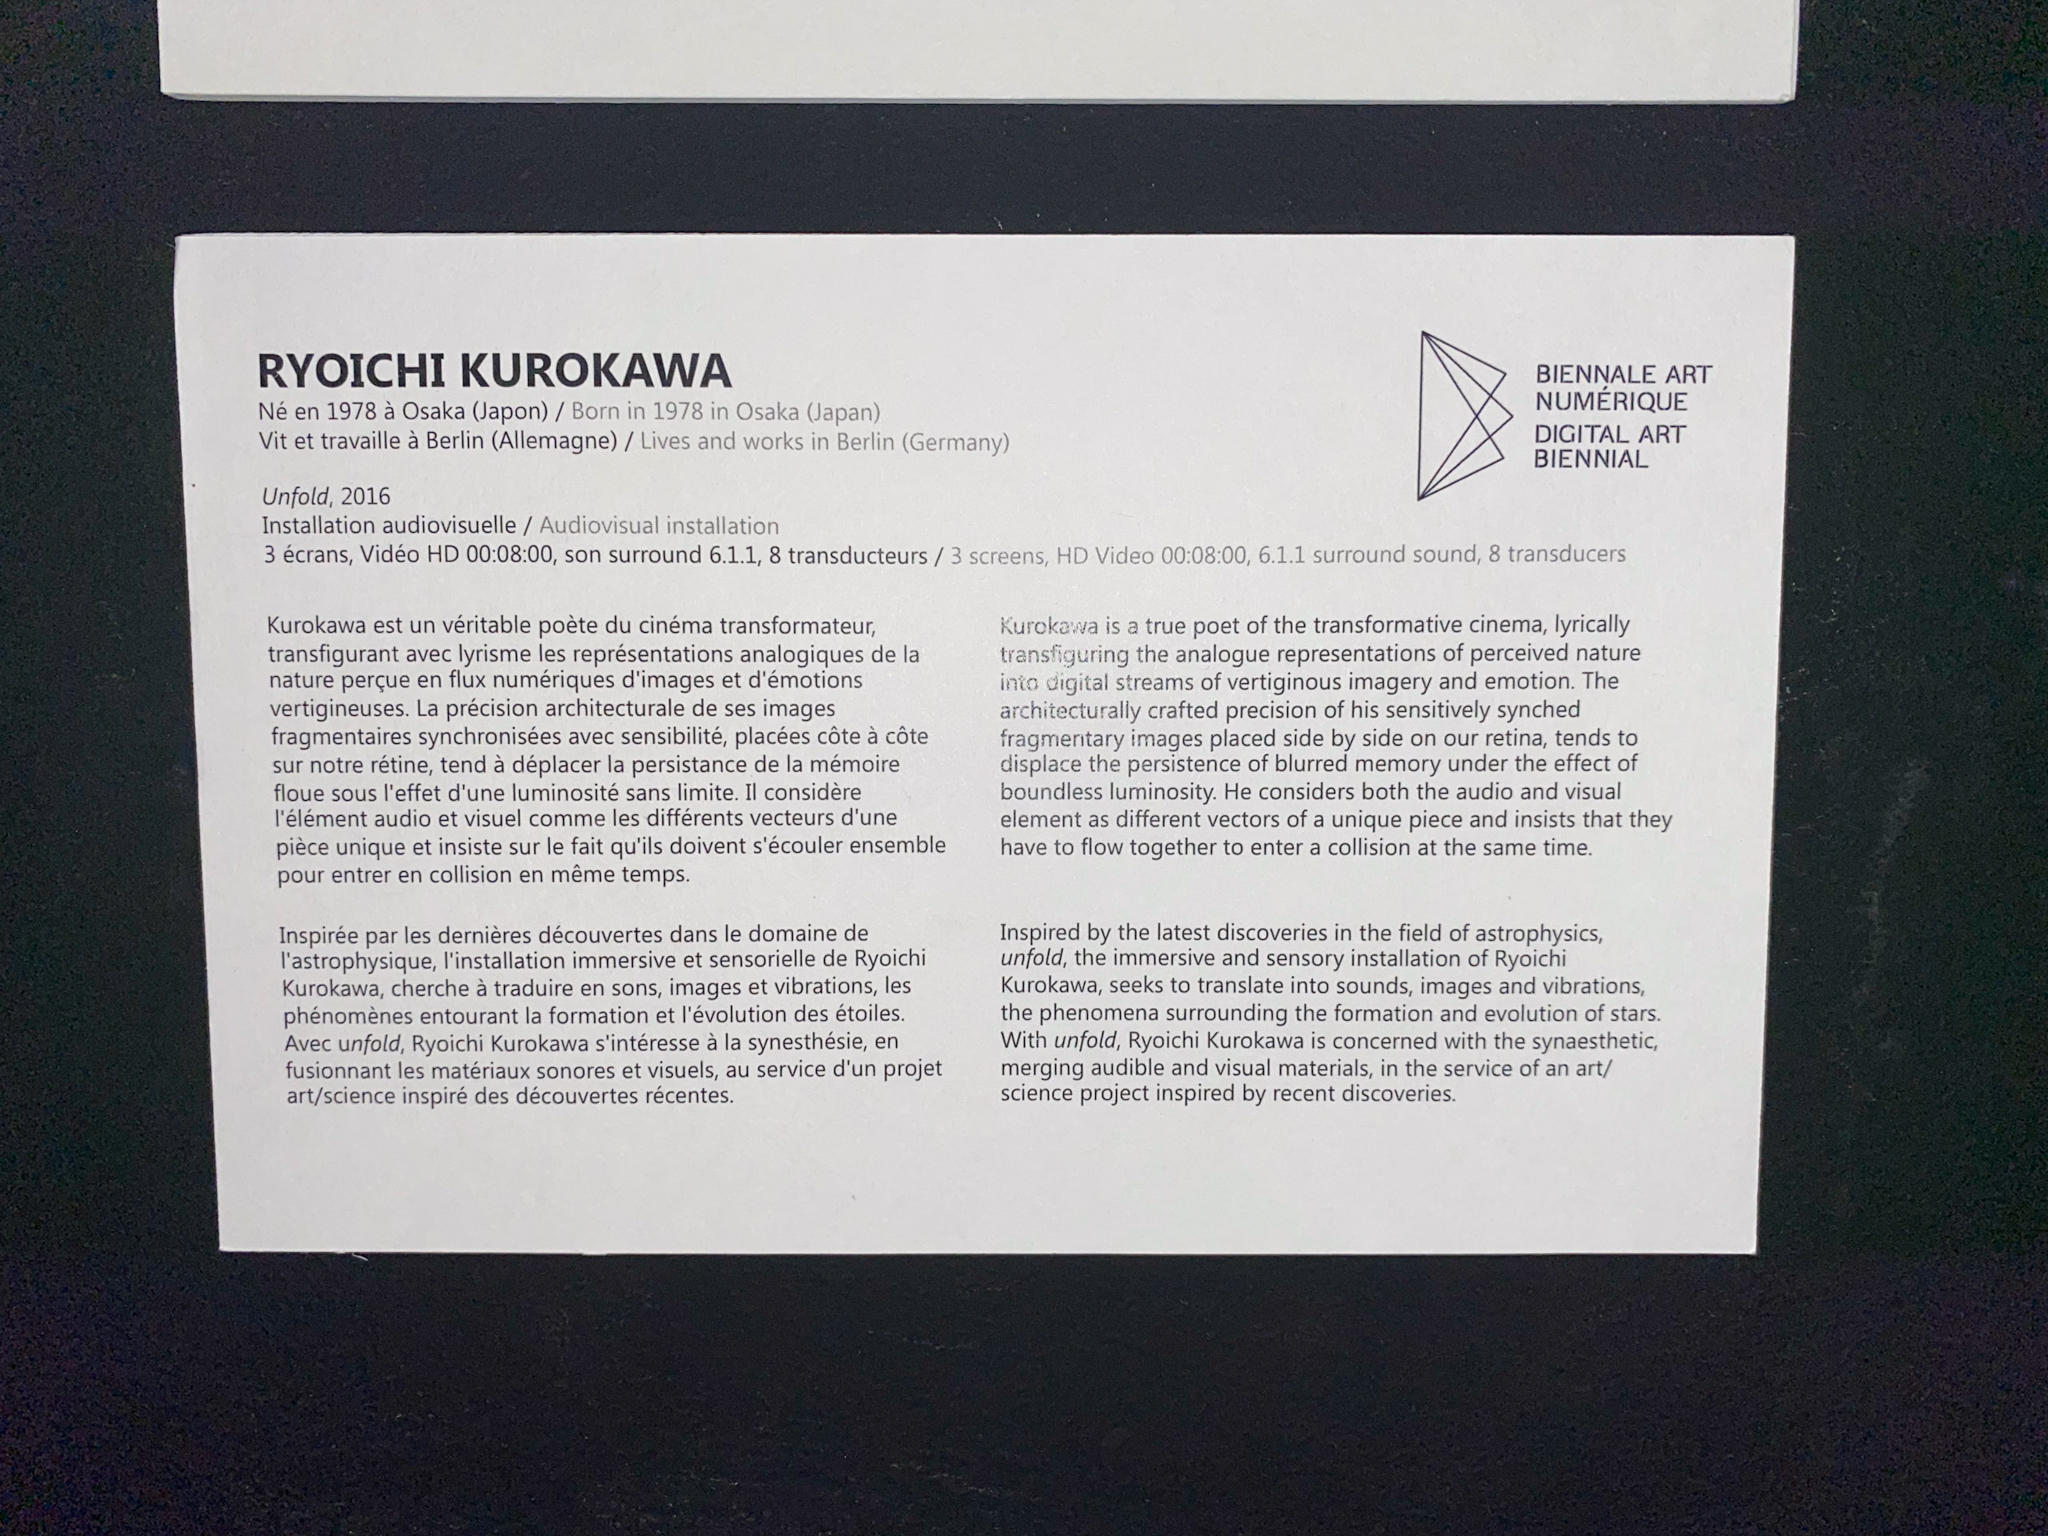 RYOICHI KUROKAWA
Né en 1978 à Osaka (Japon) / Born in 1978 in Osaka (Japan)
Vit et travaille à Berlin (Allemagne) / Lives and works in Berlin (Germany)
BIENNALE ART
NUMÉRIQUE
DIGITAL ART
BIENNIAL
Unfold, 2016
Installation audiovisuelle / Audiovisual installation
3 écrans, Vidéo HD 00:08:00, son surround 6.1.1, 8 transducteurs / 3 screens, HD Video 00:08:00, 6.1.1 surround sound, 8 transducers
Kurokawa est un véritable poète du cinéma transformateur,
transfigurant avec lyrisme les représentations analogiques de la
nature perçue en flux numériques d'images et d'émotions
vertigineuses. La précision architecturale de ses images
fragmentaires synchronisées avec sensibilité, placées côte à côte
sur notre rétine, tend à déplacer la persistance de la mémoire
floue sous l'effet d'une luminosité sans limite. Il considère
l'élément audio et visuel comme les différents vecteurs d'une
pièce unique et insiste sur le fait qu'ils doivent s'écouler ensemble
pour entrer en collision en même temps.
Inspirée par les dernières découvertes dans le domaine de
l'astrophysique, l'installation immersive et sensorielle de Ryoichi
Kurokawa, cherche à traduire en sons, images et vibrations, les
phénomènes entourant la formation et l'évolution des étoiles.
Avec unfold, Ryoichi Kurokawa s'intéresse à la synesthésie, en
fusionnant les matériaux sonores et visuels, au service d'un projet
art/science inspiré des découvertes récentes.
Kurokawa is a true poet of the transformative cinema, lyrically
transfiguring the analogue representations of perceived nature
into digital streams of vertiginous imagery and emotion. The
architecturally crafted precision of his sensitively synched
fragmentary images placed side by side on our retina, tends to
displace the persistence of blurred memory under the effect of
boundless luminosity. He considers both the audio and visual
element as different vectors of a unique piece and insists that they
have to flow together to enter a collision at the same time.
Inspired by the latest discoveries in the field of astrophysics,
unfold, the immersive and sensory installation of Ryoichi
Kurokawa, seeks to translate into sounds, images and vibrations,
the phenomena surrounding the formation and evolution of stars.
With unfold, Ryoichi Kurokawa is concerned with the synaesthetic,
merging audible and visual materials, in the service of an art/
science project inspired by recent discoveries.